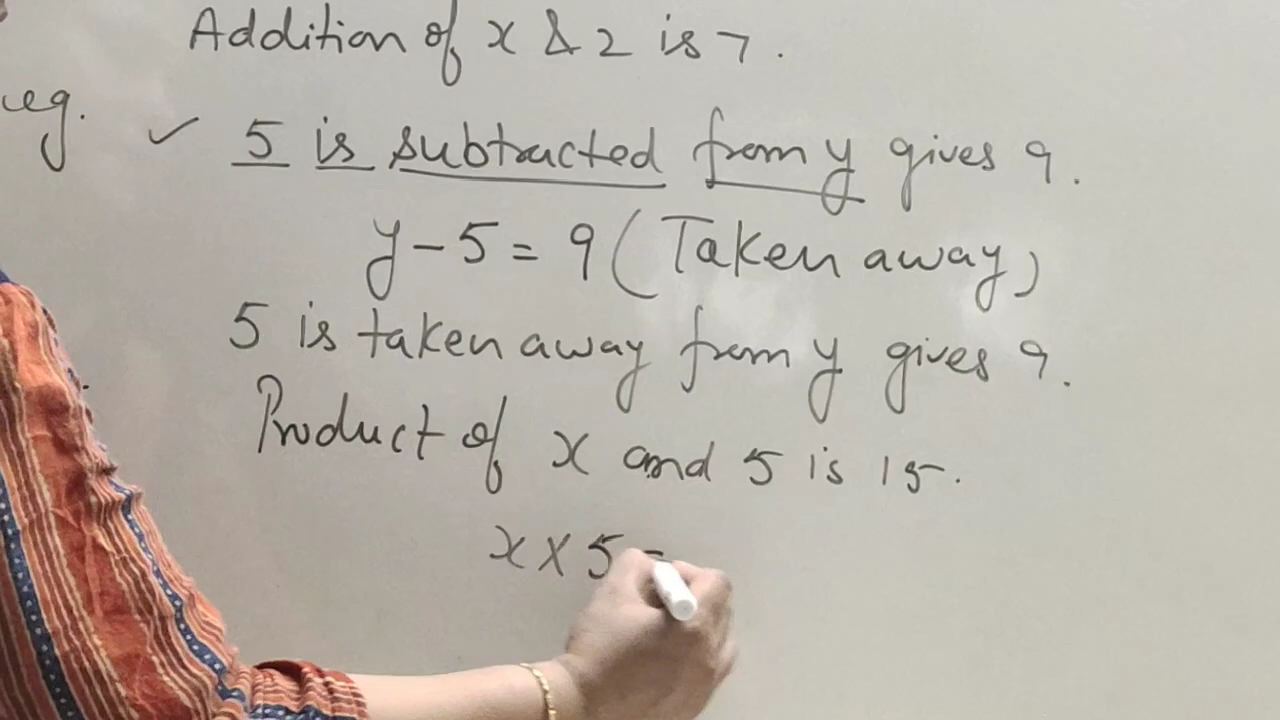 Addition of x & 2 is 7.
eg. ✓ 5 is subtracted from y gives 9.
y - 5 = 9 (Taken away)
5 is taken away from y gives 9.
Product of x and 5 is 15.
x × 5 =